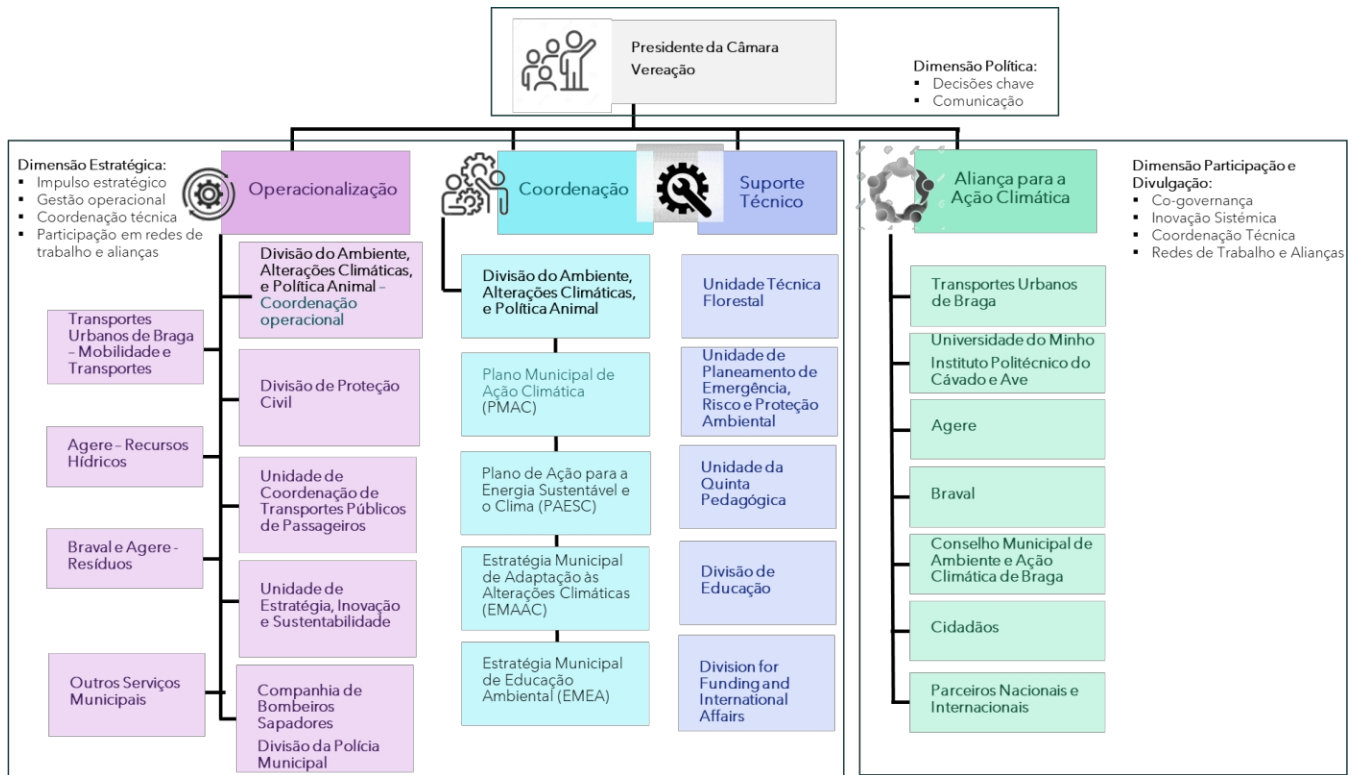 Presidente da Câmara
Vereação
Dimensão Política:
▪ Decisões chave
▪ Comunicação
Dimensão Estratégica:
▪ Impulso estratégico
▪ Gestão operacional
▪ Coordenação técnica
▪ Participação em redes de
trabalho e alianças
Operacionalização
Divisão do Ambiente,
Alterações Climáticas,
e Política Animal –
Coordenação
operacional
Transportes
Urbanos de Braga
– Mobilidade e
Transportes
Divisão de Proteção
Civil
Agere – Recursos
Hídricos
Unidade de
Coordenação de
Transportes Públicos
de Passageiros
Braval e Agere -
Resíduos
Unidade de
Estratégia, Inovação
e Sustentabilidade
Outros Serviços
Municipais
Companhia de
Bombeiros
Sapadores
Divisão da Polícia
Municipal
Coordenação
Divisão do Ambiente,
Alterações Climáticas,
e Política Animal
Plano Municipal de
Ação Climática
(PMAC)
Plano de Ação para a
Energia Sustentável e
o Clima (PAESC)
Estratégia Municipal
de Adaptação às
Alterações Climáticas
(EMAAC)
Estratégia Municipal
de Educação
Ambiental (EMEA)
Suporte
Técnico
Unidade Técnica
Florestal
Unidade de
Planeamento de
Emergência,
Risco e Proteção
Ambiental
Unidade da
Quinta
Pedagógica
Divisão de
Educação
Division for
Funding and
International
Affairs
Aliança para a
Ação Climática
Dimensão Participação e
Divulgação:
▪ Co-governança
▪ Inovação Sistémica
▪ Coordenação Técnica
▪ Redes de Trabalho e Alianças
Transportes Urbanos
de Braga
Universidade do Minho
Instituto Politécnico do
Cávado e Ave
Agere
Braval
Conselho Municipal de
Ambiente e Ação
Climática de Braga
Cidadãos
Parceiros Nacionais e
Internacionais